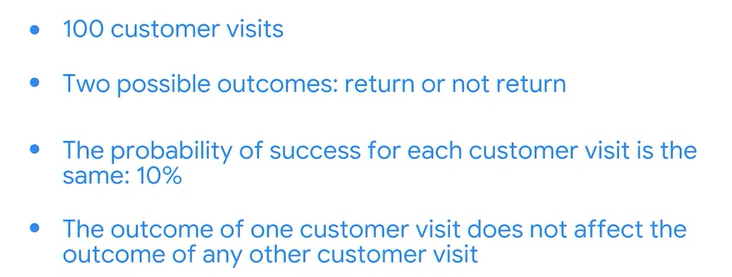 • 100 customer visits
• Two possible outcomes: return or not return
• The probability of success for each customer visit is the
same: 10%
• The outcome of one customer visit does not affect the
outcome of any other customer visit